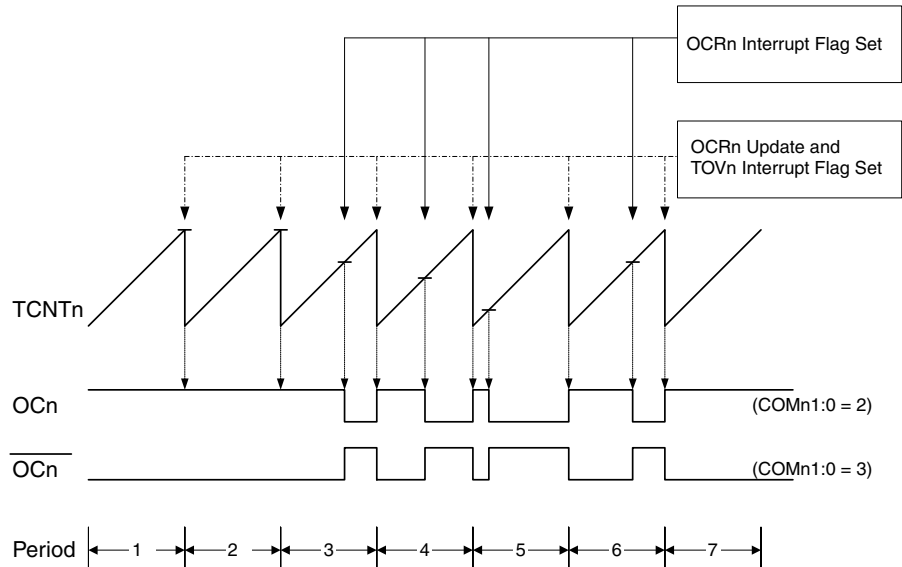 OCRn Interrupt Flag Set
OCRn Update and
TOVn Interrupt Flag Set
TCNTn
OCn
(COMn1:0 = 2)
OCn
(COMn1:0 = 3)
Period 1 2 3 4 5 6 7